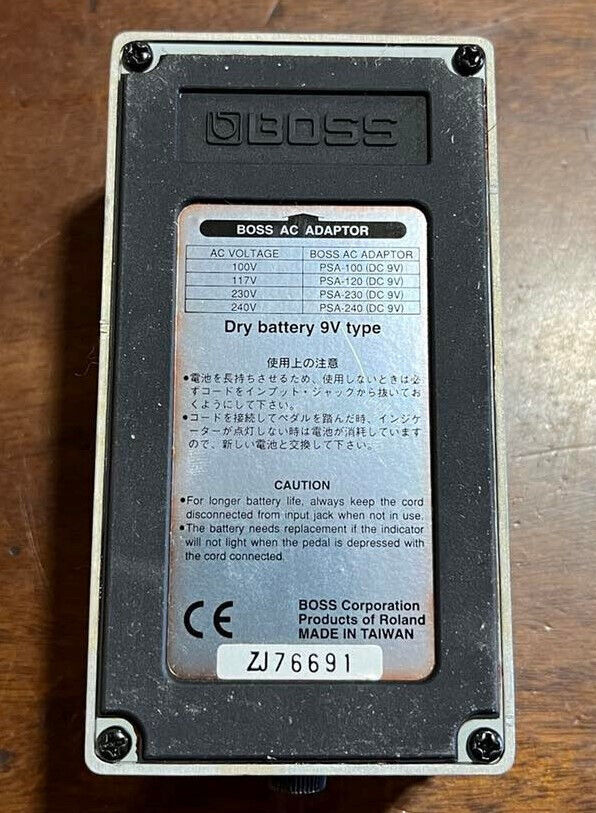 BOSS
BOSS AC ADAPTOR
AC VOLTAGE BOSS AC ADAPTOR
100V PSA-100 (DC 9V)
117V PSA-120 (DC 9V)
230V PSA-230 (DC 9V)
240V PSA-240 (DC 9V)
Dry battery 9V type
使用上の注意
●電池を長持ちさせるため、使用しないときは必
ずコードをインプット・ジャックから抜いてお
くようにして下さい。
●コードを接続してペダルを踏んだ時、インジケ
ーターが点灯しない時は電池が消耗しています
ので、新しい電池と交換して下さい。
CAUTION
●For longer battery life, always keep the cord
disconnected from input jack when not in use.
●The battery needs replacement if the indicator
will not light when the pedal is depressed with
the cord connected.
CE
BOSS Corporation
Products of Roland
MADE IN TAIWAN
ZJ76691